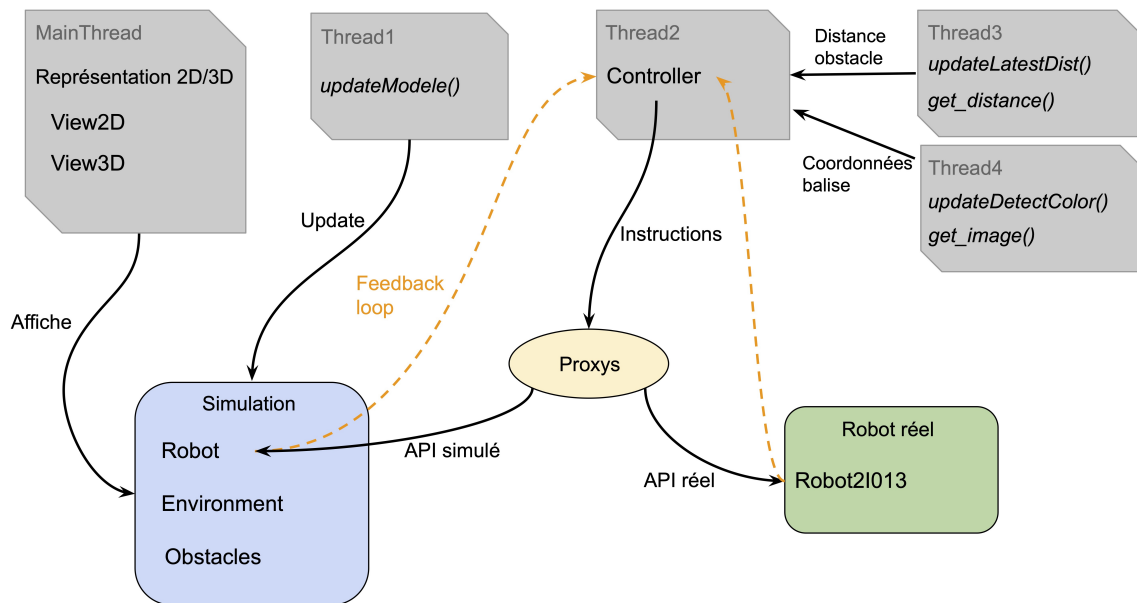 MainThread
Représentation 2D/3D
View2D
View3D
Thread1
updateModele()
Thread2
Controller
Distance
obstacle
Thread3
updateLatestDist()
get_distance()
Coordonnées
balise
Thread4
updateDetectColor()
get_image()
Update
Instructions
Feedback
loop
Affiche
Proxys
Simulation
Robot
Environment
Obstacles
API simulé
API réel
Robot réel
Robot2I013